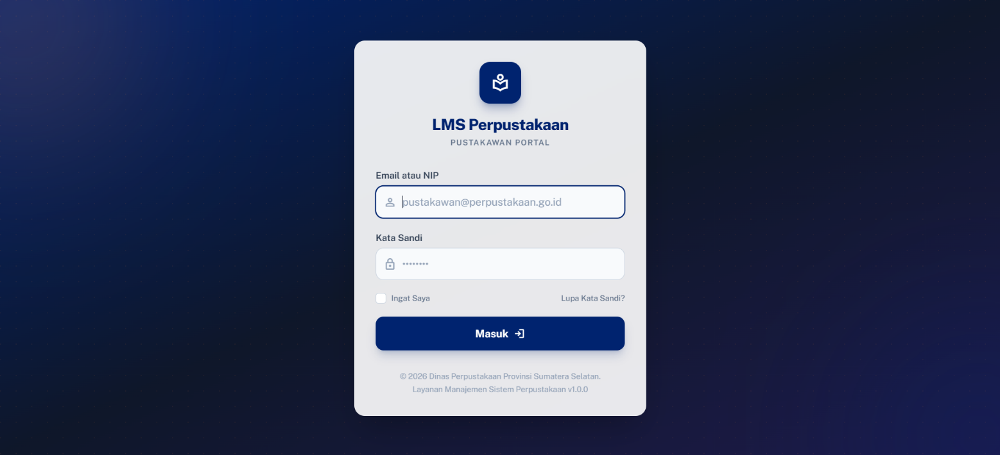 LMS Perpustakaan
PUSTAKAWAN PORTAL
Email atau NIP
pustakawan@perpustakaan.go.id
Kata Sandi
••••••••
Ingat Saya
Lupa Kata Sandi?
Masuk
© 2026 Dinas Perpustakaan Provinsi Sumatera Selatan.
Layanan Manajemen Sistem Perpustakaan v1.0.0